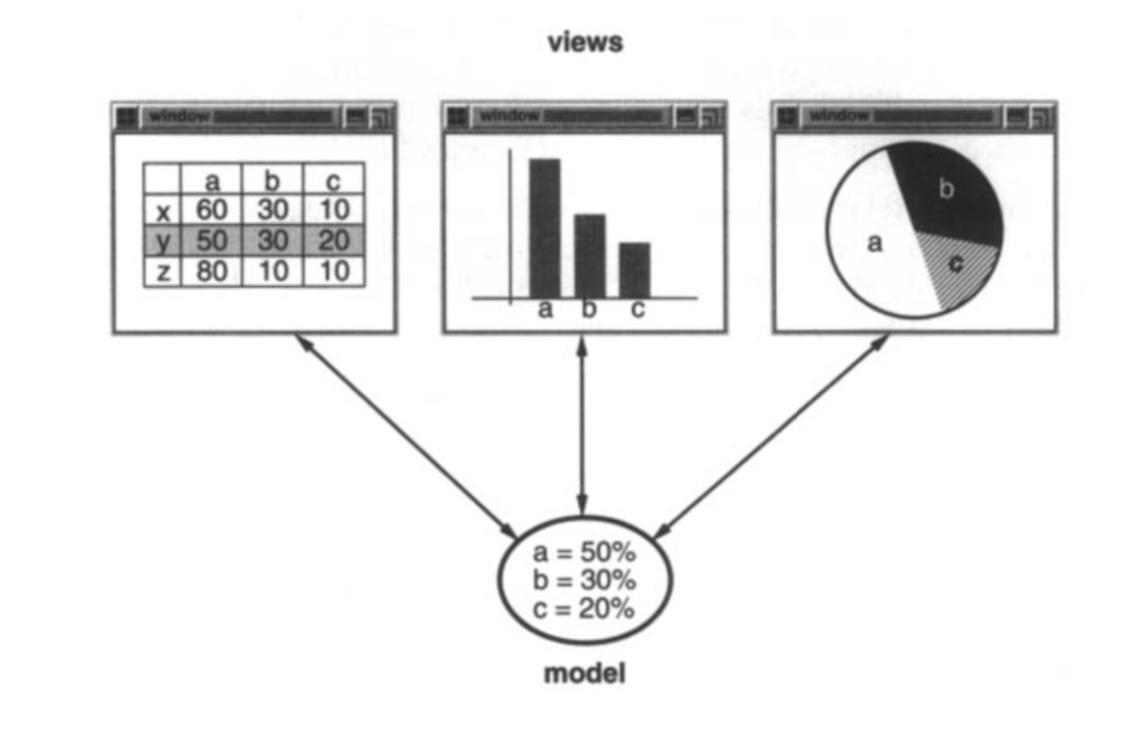 views
window
window
window
a b c
x 60 30 10
y 50 30 20
z 80 10 10
a b c
b
a
c
a = 50%
b = 30%
c = 20%
model